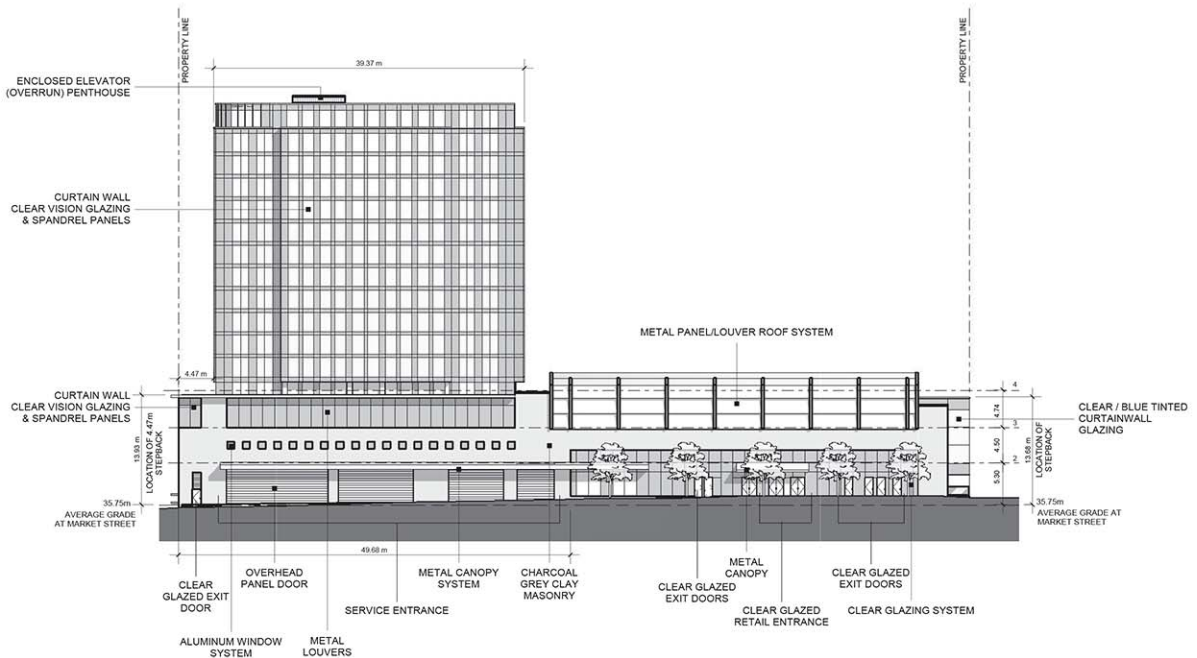 PROPERTY LINE
PROPERTY LINE
39.37 m
ENCLOSED ELEVATOR
(OVERRUN) PENTHOUSE
CURTAIN WALL
CLEAR VISION GLAZING
& SPANDREL PANELS
METAL PANEL/LOUVER ROOF SYSTEM
4.47 m
CURTAIN WALL
CLEAR VISION GLAZING
& SPANDREL PANELS
13.93 m
LOCATION OF 4.47m
STEPBACK
4
4.74
3
4.50
2
5.30
13.68 m
LOCATION OF
STEPBACK
CLEAR / BLUE TINTED
CURTAINWALL
GLAZING
35.75m
AVERAGE GRADE
AT MARKET STREET
35.75m
AVERAGE GRADE AT
MARKET STREET
49.68 m
CLEAR
GLAZED EXIT
DOOR
OVERHEAD
PANEL DOOR
SERVICE ENTRANCE
METAL CANOPY
SYSTEM
CHARCOAL
GREY CLAY
MASONRY
CLEAR GLAZED
EXIT DOORS
METAL
CANOPY
CLEAR GLAZED
RETAIL ENTRANCE
CLEAR GLAZED
EXIT DOORS
CLEAR GLAZING SYSTEM
ALUMINUM WINDOW
SYSTEM
METAL
LOUVERS